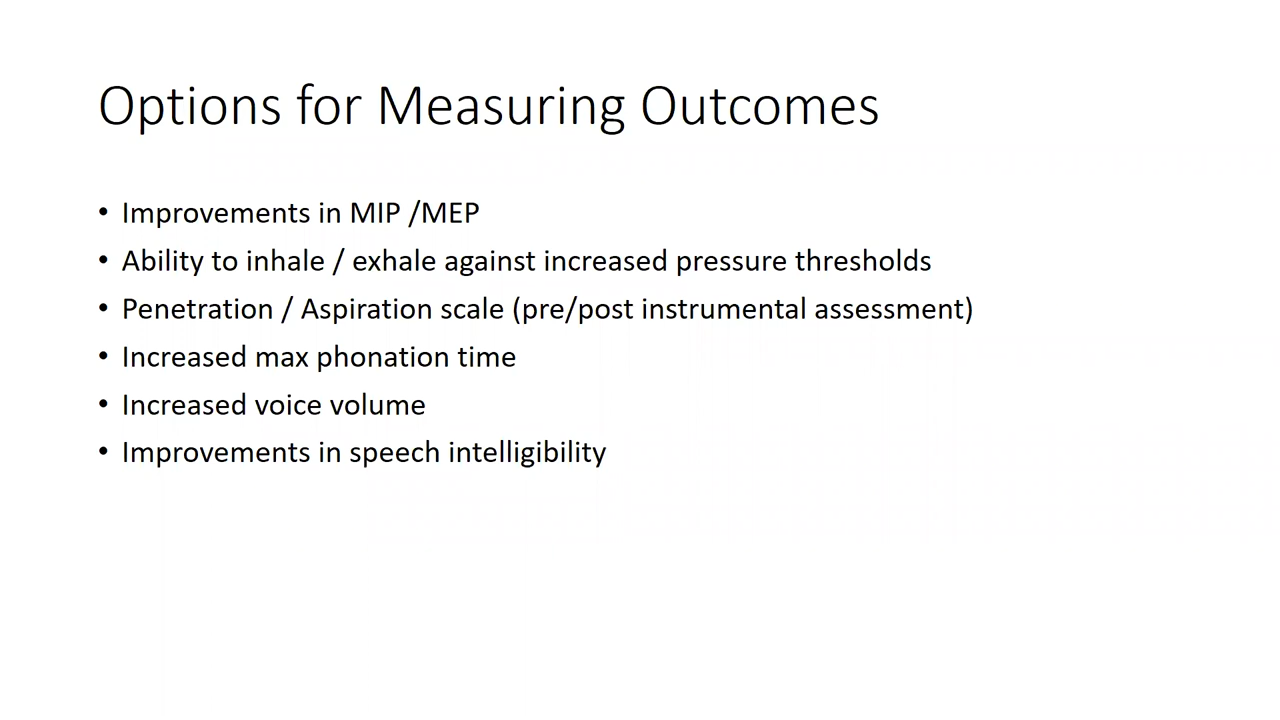 Options for Measuring Outcomes
• Improvements in MIP /MEP
• Ability to inhale / exhale against increased pressure thresholds
• Penetration / Aspiration scale (pre/post instrumental assessment)
• Increased max phonation time
• Increased voice volume
• Improvements in speech intelligibility